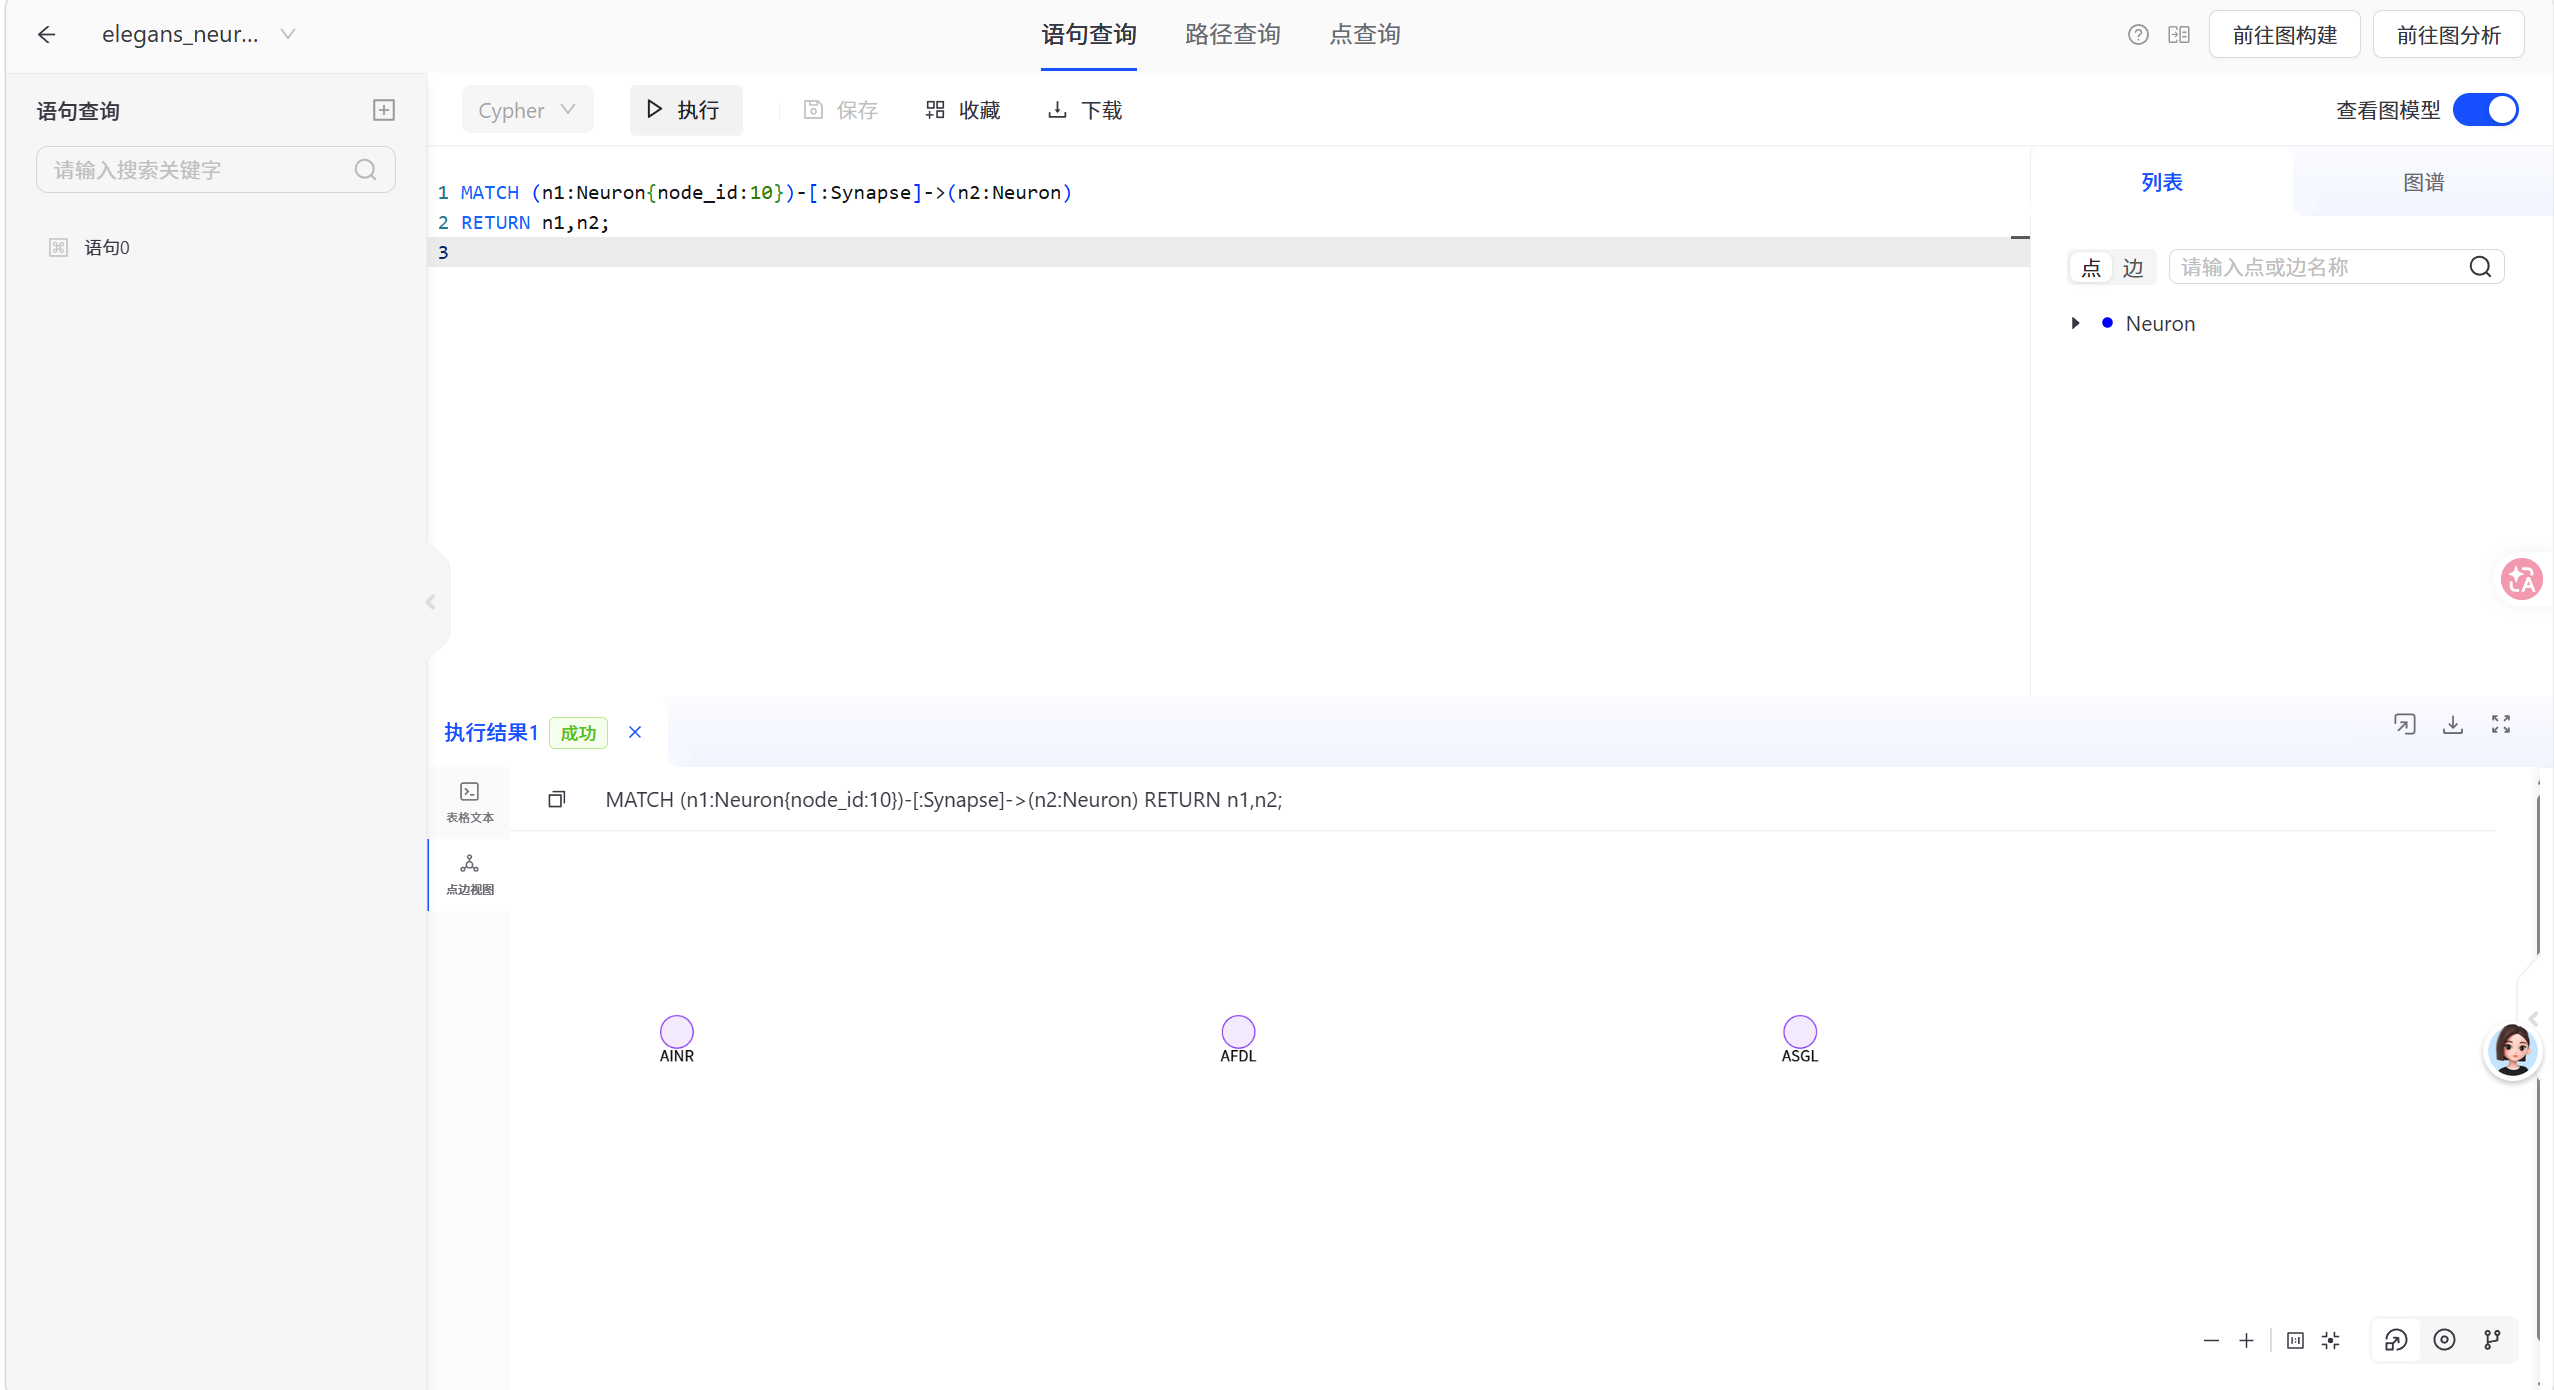 elegans_neur...
语句查询
路径查询
点查询
前往图构建
前往图分析
语句查询
请输入搜索关键字
语句0
Cypher
执行
保存
收藏
下载
查看图模型
1 MATCH (n1:Neuron{node_id:10})-[:Synapse]->(n2:Neuron)
2 RETURN n1,n2;
3
列表
图谱
点
边
请输入点或边名称
Neuron
执行结果1
成功
表格文本
点边视图
MATCH (n1:Neuron{node_id:10})-[:Synapse]->(n2:Neuron) RETURN n1,n2;
AINR
AFDL
ASGL